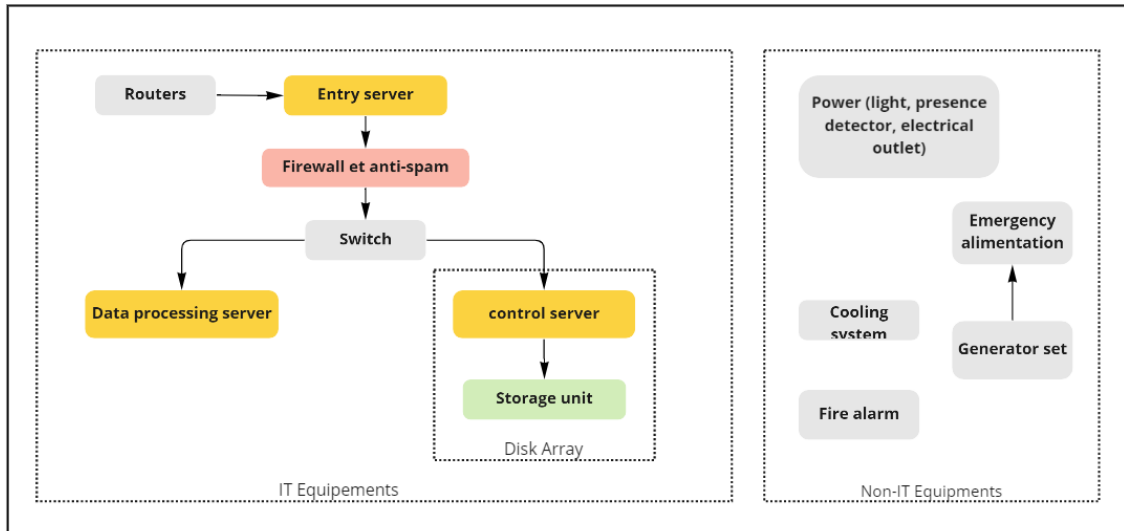 Routers
Entry server
Firewall et anti-spam
Switch
Data processing server
control server
Storage unit
Disk Array
IT Equipements
Power (light, presence
detector, electrical
outlet)
Emergency
alimentation
Cooling
system
Generator set
Fire alarm
Non-IT Equipments